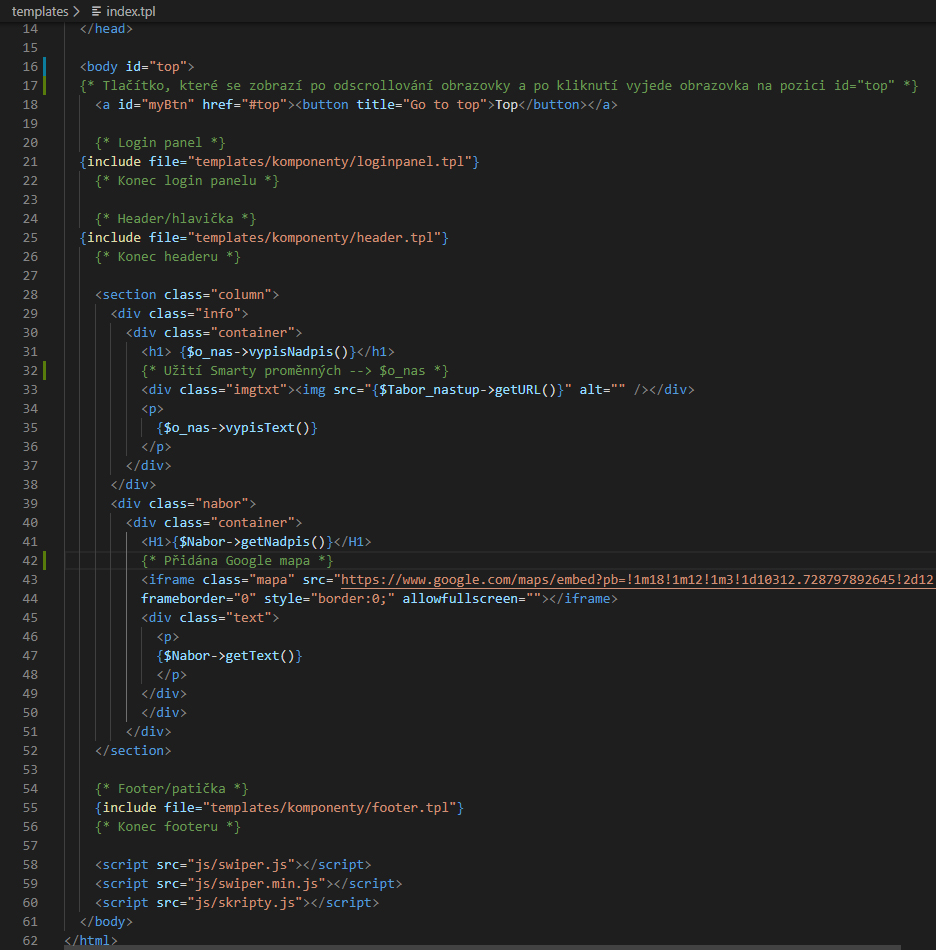 templates > index.tpl
14 </head>
15
16 <body id="top">
17 {* Tlačítko, které se zobrazí po odscrollování obrazovky a po kliknutí vyjede obrazovka na pozici id="top" *}
18 <a id="myBtn" href="#top"><button title="Go to top">Top</button></a>
19
20 {* Login panel *}
21 {include file="templates/komponenty/loginpanel.tpl"}
22 {* Konec login panelu *}
23
24 {* Header/hlavička *}
25 {include file="templates/komponenty/header.tpl"}
26 {* Konec headeru *}
27
28 <section class="column">
29 <div class="info">
30 <div class="container">
31 <h1> {$o_nas->vypisNadpis()}</h1>
32 {* Užití Smarty proměnných --> $o_nas *}
33 <div class="imgtxt"><img src="{$Tabor_nastup->getURL()}" alt="" /></div>
34 <p>
35 {$o_nas->vypisText()}
36 </p>
37 </div>
38 </div>
39 <div class="nabor">
40 <div class="container">
41 <H1>{$Nabor->getNadpis()}</H1>
42 {* Přidána Google mapa *}
43 <iframe class="mapa" src="https://www.google.com/maps/embed?pb=!1m18!1m12!1m3!1d10312.728797892645!2d12
44 frameborder="0" style="border:0;" allowfullscreen=""></iframe>
45 <div class="text">
46 <p>
47 {$Nabor->getText()}
48 </p>
49 </div>
50 </div>
51 </div>
52 </section>
53
54 {* Footer/patička *}
55 {include file="templates/komponenty/footer.tpl"}
56 {* Konec footeru *}
57
58 <script src="js/swiper.js"></script>
59 <script src="js/swiper.min.js"></script>
60 <script src="js/skripty.js"></script>
61 </body>
62 </html>